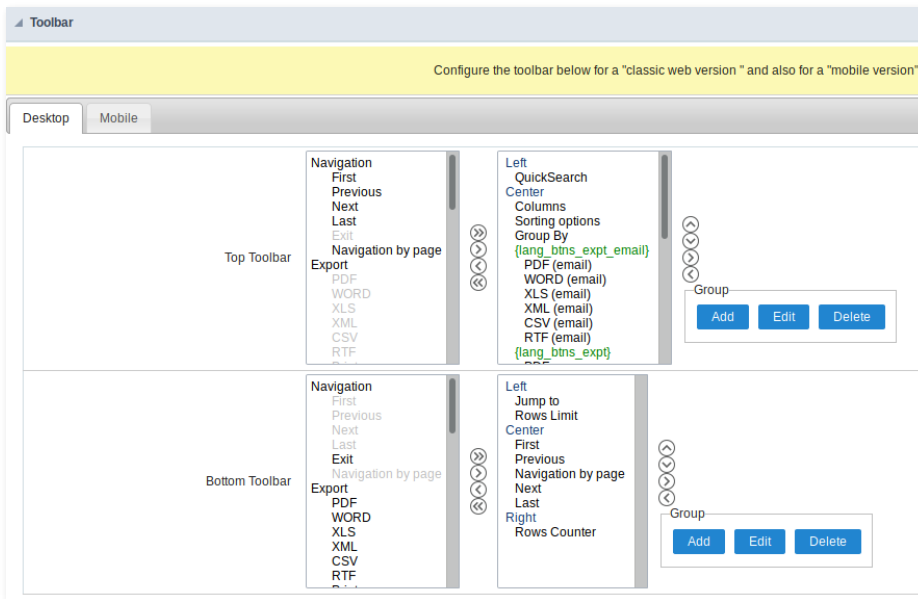 Toolbar
Configure the toolbar below for a "classic web version " and also for a "mobile version"
Desktop
Mobile
Top Toolbar
Navigation
First
Previous
Next
Last
Exit
Navigation by page
Export
PDF
WORD
XLS
XML
CSV
RTF
Left
QuickSearch
Center
Columns
Sorting options
Group By
{lang_btns_expt_email}
PDF (email)
WORD (email)
XLS (email)
XML (email)
CSV (email)
RTF (email)
{lang_btns_expt}
Group
Add
Edit
Delete
Bottom Toolbar
Navigation
First
Previous
Next
Last
Exit
Navigation by page
Export
PDF
WORD
XLS
XML
CSV
RTF
Left
Jump to
Rows Limit
Center
First
Previous
Navigation by page
Next
Last
Right
Rows Counter
Group
Add
Edit
Delete